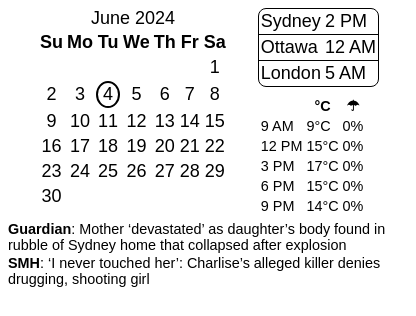 June 2024
Su Mo Tu We Th Fr Sa
1
2 3 4 5 6 7 8
9 10 11 12 13 14 15
16 17 18 19 20 21 22
23 24 25 26 27 28 29
30
Sydney 2 PM
Ottawa 12 AM
London 5 AM
°C ☂
9 AM 9°C 0%
12 PM 15°C 0%
3 PM 17°C 0%
6 PM 15°C 0%
9 PM 14°C 0%
Guardian: Mother ‘devastated’ as daughter’s body found in
rubble of Sydney home that collapsed after explosion
SMH: ‘I never touched her’: Charlise’s alleged killer denies
drugging, shooting girl